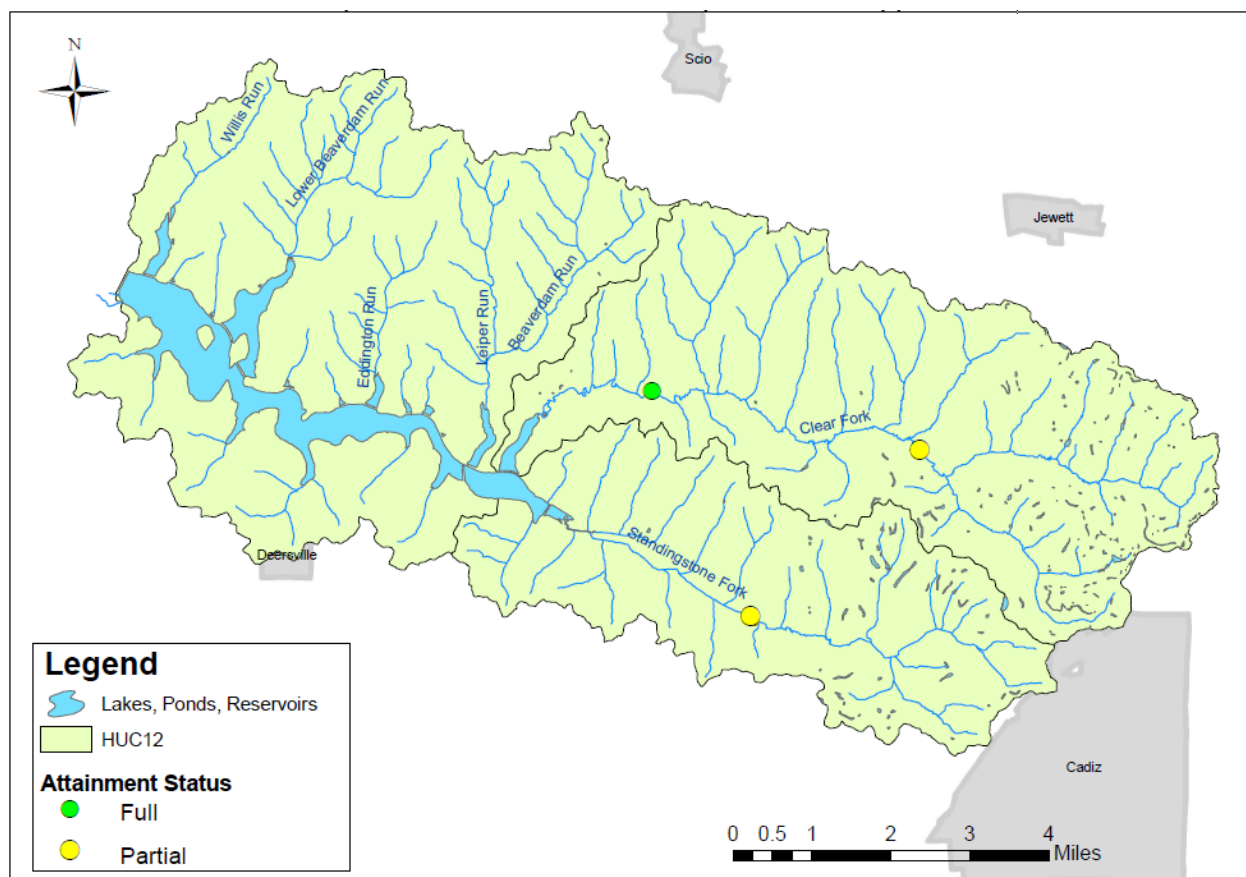 N
Scio
Willis Run
Lower Beaverdam Run
Jewett
Eddington Run
Leiper Run
Beaverdam Run
Clear Fork
Standingstone Fork
Deersville
Cadiz
Legend
Lakes, Ponds, Reservoirs
HUC12
Attainment Status
Full
Partial
0 0.5 1 2 3 4
Miles